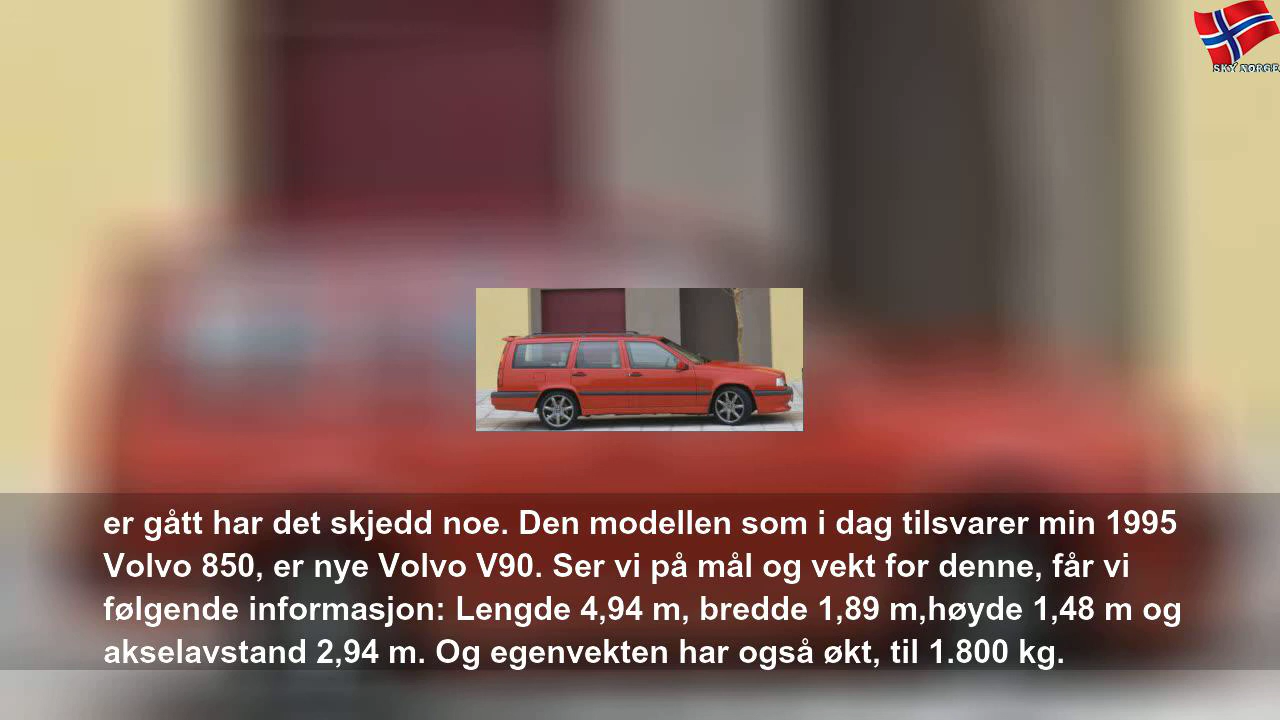 SKY NORGE
er gått har det skjedd noe. Den modellen som i dag tilsvarer min 1995
Volvo 850, er nye Volvo V90. Ser vi på mål og vekt for denne, får vi
følgende informasjon: Lengde 4,94 m, bredde 1,89 m,høyde 1,48 m og
akselavstand 2,94 m. Og egenvekten har også økt, til 1.800 kg.